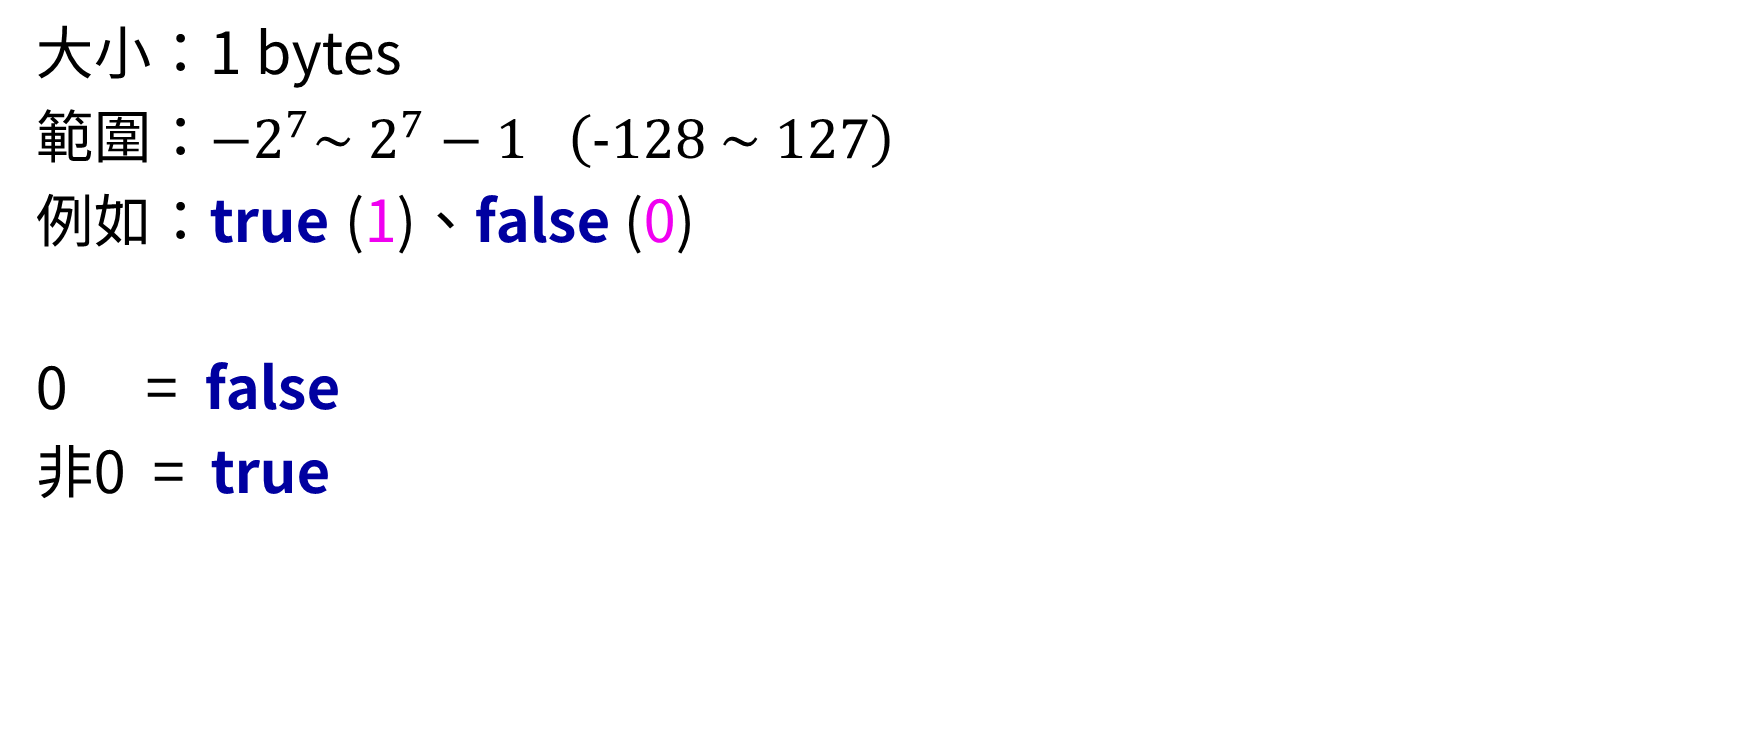 大小：1 bytes
範圍：−2⁷~ 2⁷ − 1 (-128 ~ 127)
例如：true (1)、false (0)
0 = false
非0 = true